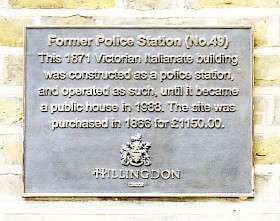 Former Police Station (No.49)
This 1871 Victorian Italianate building
was constructed as a police station,
and operated as such, until it became
a public house in 1988. The site was
purchased in 1866 for £1150.00.
HILLINGDON